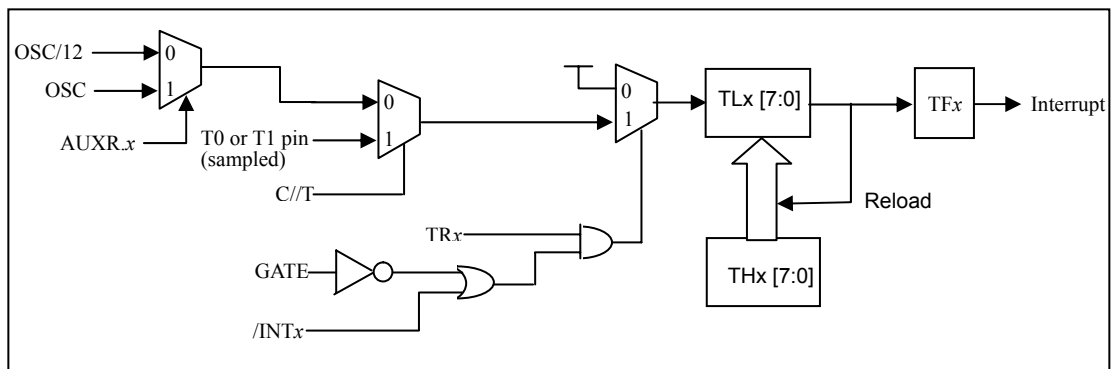 OSC/12
0
OSC
1
AUXR.x
0
T0 or T1 pin
(sampled)
1
C//T
0
1
TLx [7:0]
TFx
Interrupt
Reload
TRx
GATE
THx [7:0]
/INTx